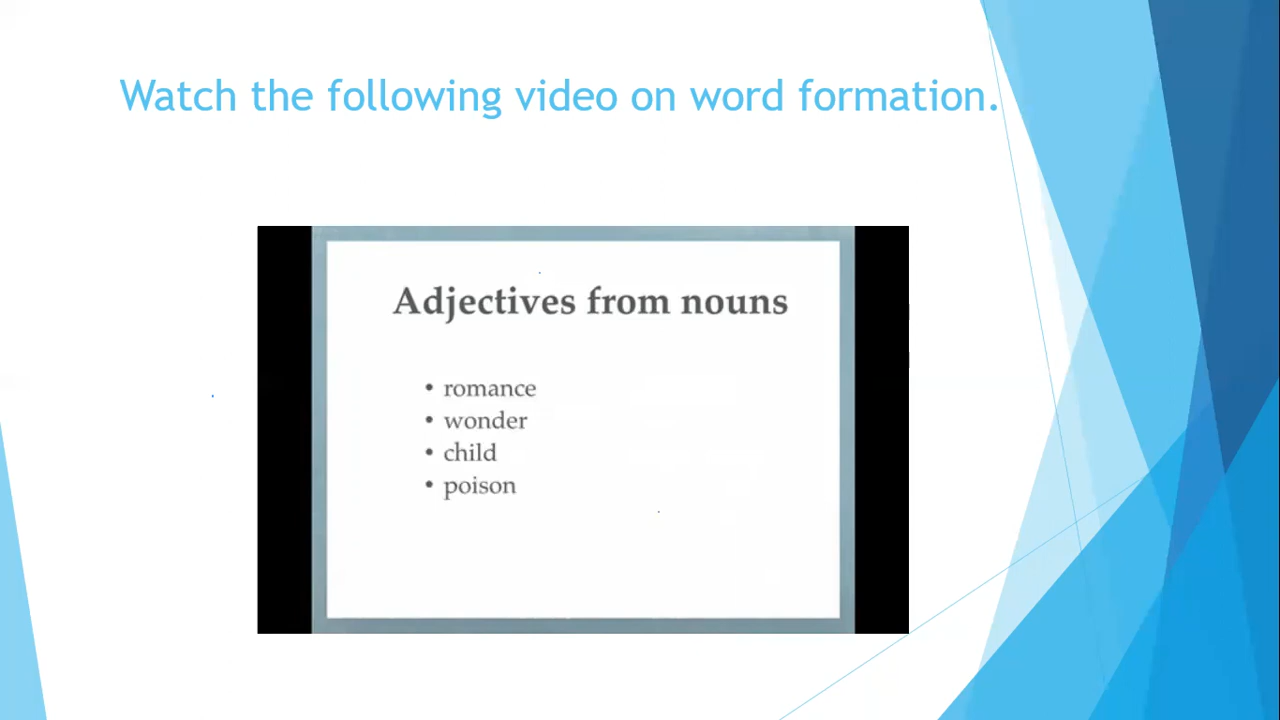 Watch the following video on word formation.
Adjectives from nouns
• romance
• wonder
• child
• poison